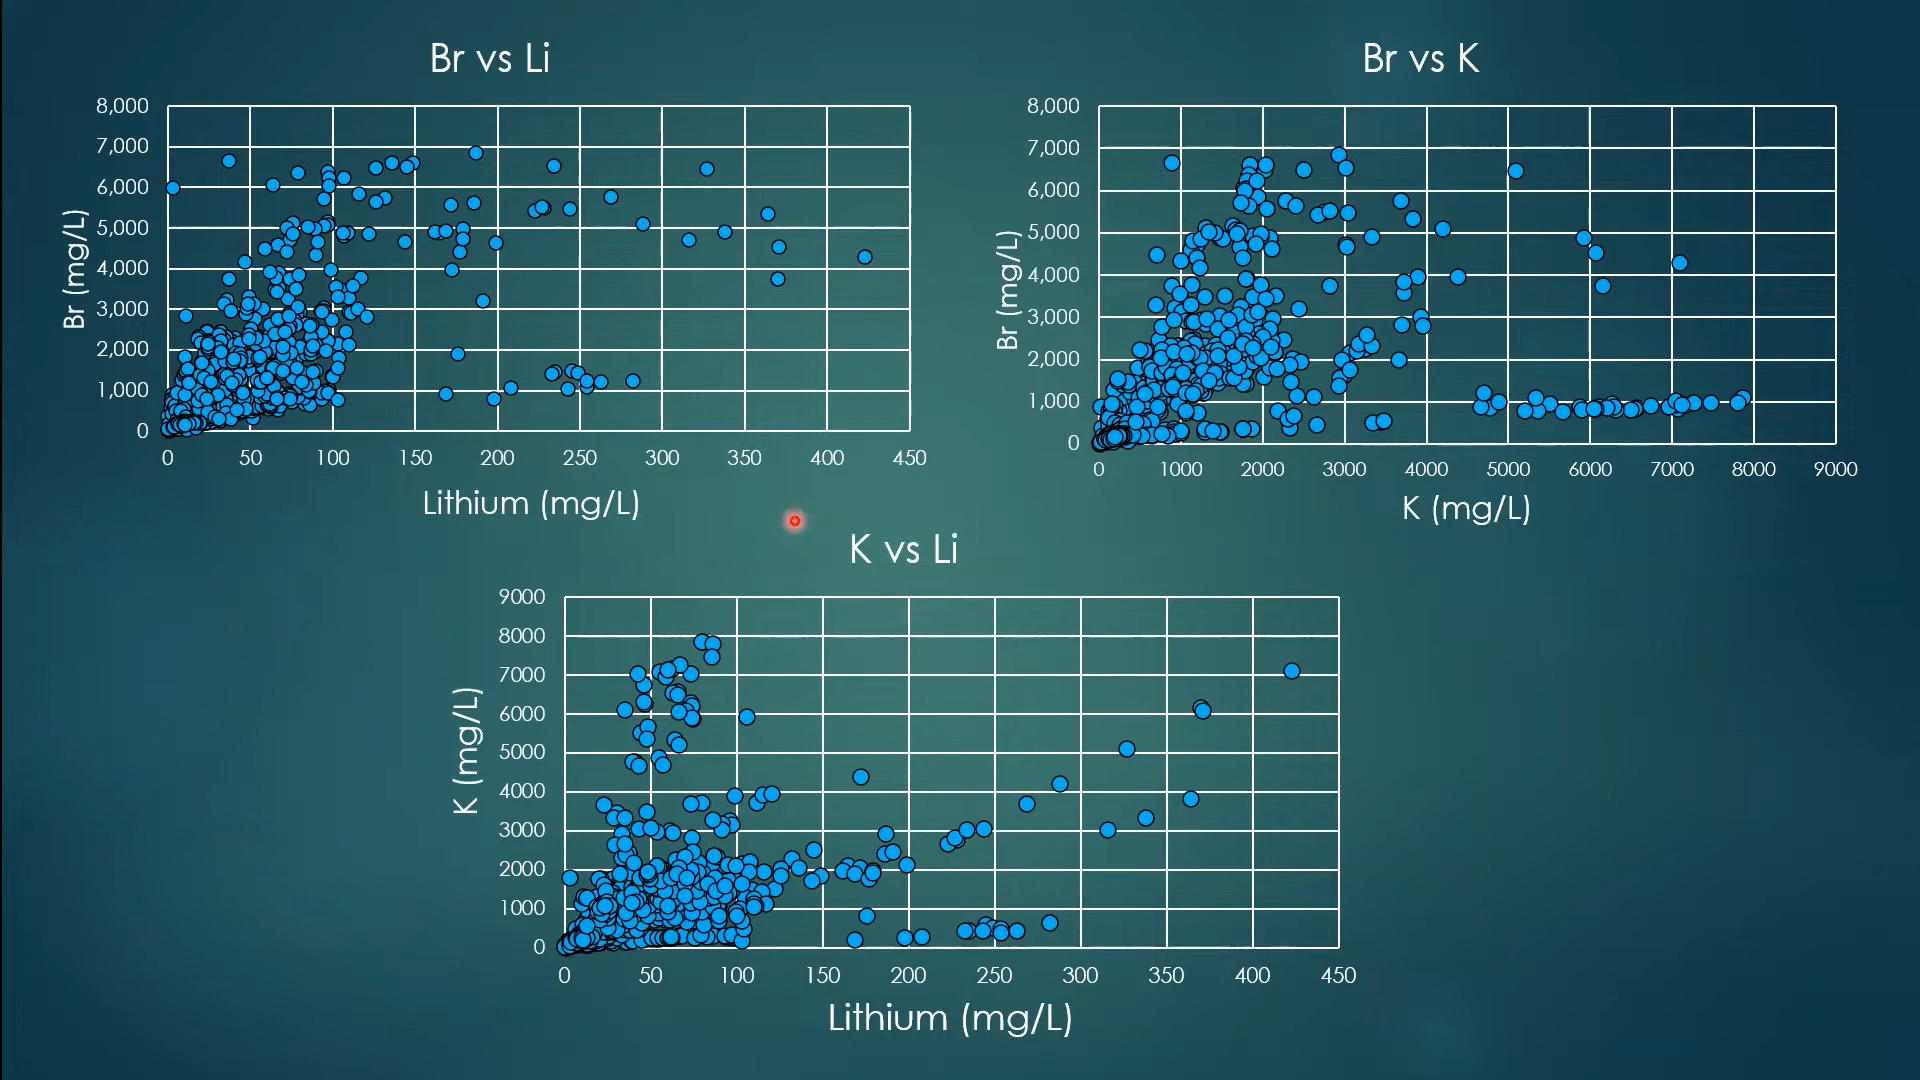 Br vs Li
8,000
7,000
6,000
5,000
4,000
3,000
2,000
1,000
0
Br (mg/L)
0 50 100 150 200 250 300 350 400 450
Lithium (mg/L)
Br vs K
8,000
7,000
6,000
5,000
4,000
3,000
2,000
1,000
0
Br (mg/L)
0 1000 2000 3000 4000 5000 6000 7000 8000 9000
K (mg/L)
K vs Li
9000
8000
7000
6000
5000
4000
3000
2000
1000
0
K (mg/L)
0 50 100 150 200 250 300 350 400 450
Lithium (mg/L)